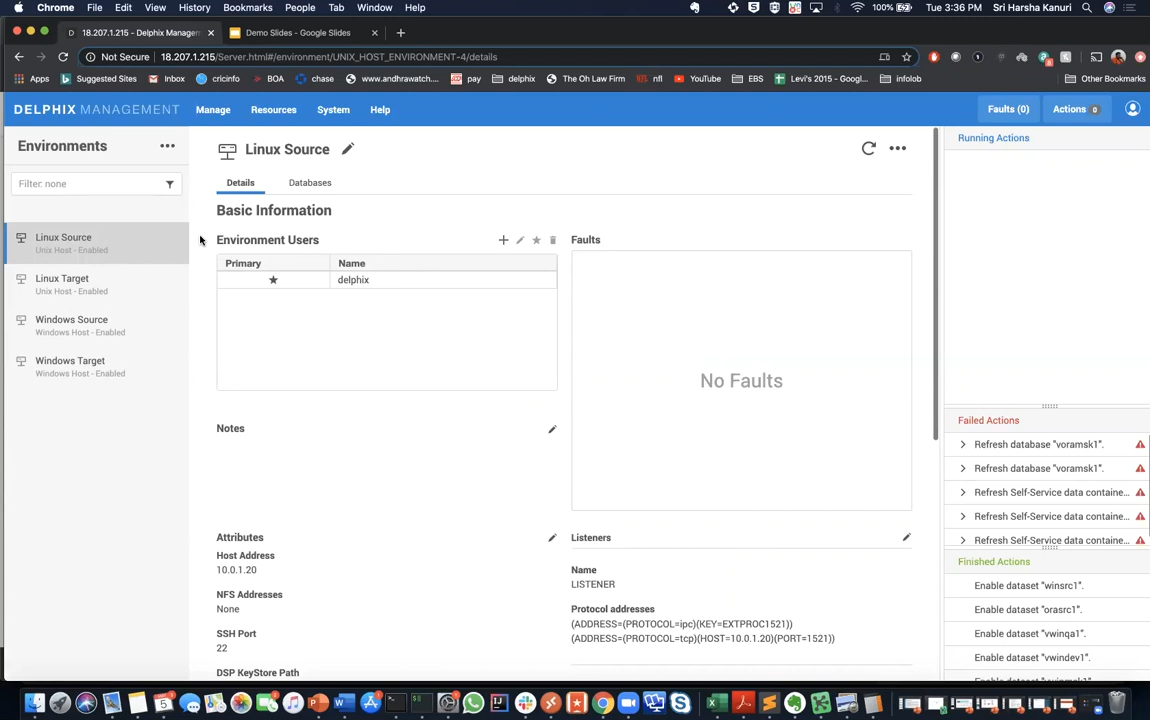 Chrome File Edit View History Bookmarks People Tab Window Help 100% Tue 3:36 PM Sri Harsha Kanuri
18.207.1.215 - Delphix Managem Demo Slides - Google Slides
Not Secure 18.207.1.215/Server.html#/environment/UNIX_HOST_ENVIRONMENT-4/details
Apps Suggested Sites Inbox cricinfo BOA chase www.andhrawatch.... pay delphix The Oh Law Firm nfl YouTube EBS Levi's 2015 - Googl... infolob Other Bookmarks
DELPHIX MANAGEMENT Manage Resources System Help Faults (0) Actions 0
Environments
Filter: none
Linux Source
Unix Host - Enabled
Linux Target
Unix Host - Enabled
Windows Source
Windows Host - Enabled
Windows Target
Windows Host - Enabled
Linux Source
Details Databases
Basic Information
Environment Users
Primary Name
delphix
Notes
Attributes
Host Address
10.0.1.20
NFS Addresses
None
SSH Port
22
DSP KeyStore Path
Faults
No Faults
Listeners
Name
LISTENER
Protocol addresses
(ADDRESS=(PROTOCOL=ipc)(KEY=EXTPROC1521))
(ADDRESS=(PROTOCOL=tcp)(HOST=10.0.1.20)(PORT=1521))
Running Actions
Failed Actions
Refresh database "voramsk1".
Refresh database "voramsk1".
Refresh Self-Service data containe...
Refresh Self-Service data containe...
Refresh Self-Service data containe...
Finished Actions
Enable dataset "winsrc1".
Enable dataset "orasrc1".
Enable dataset "vwinqa1".
Enable dataset "vwindev1".